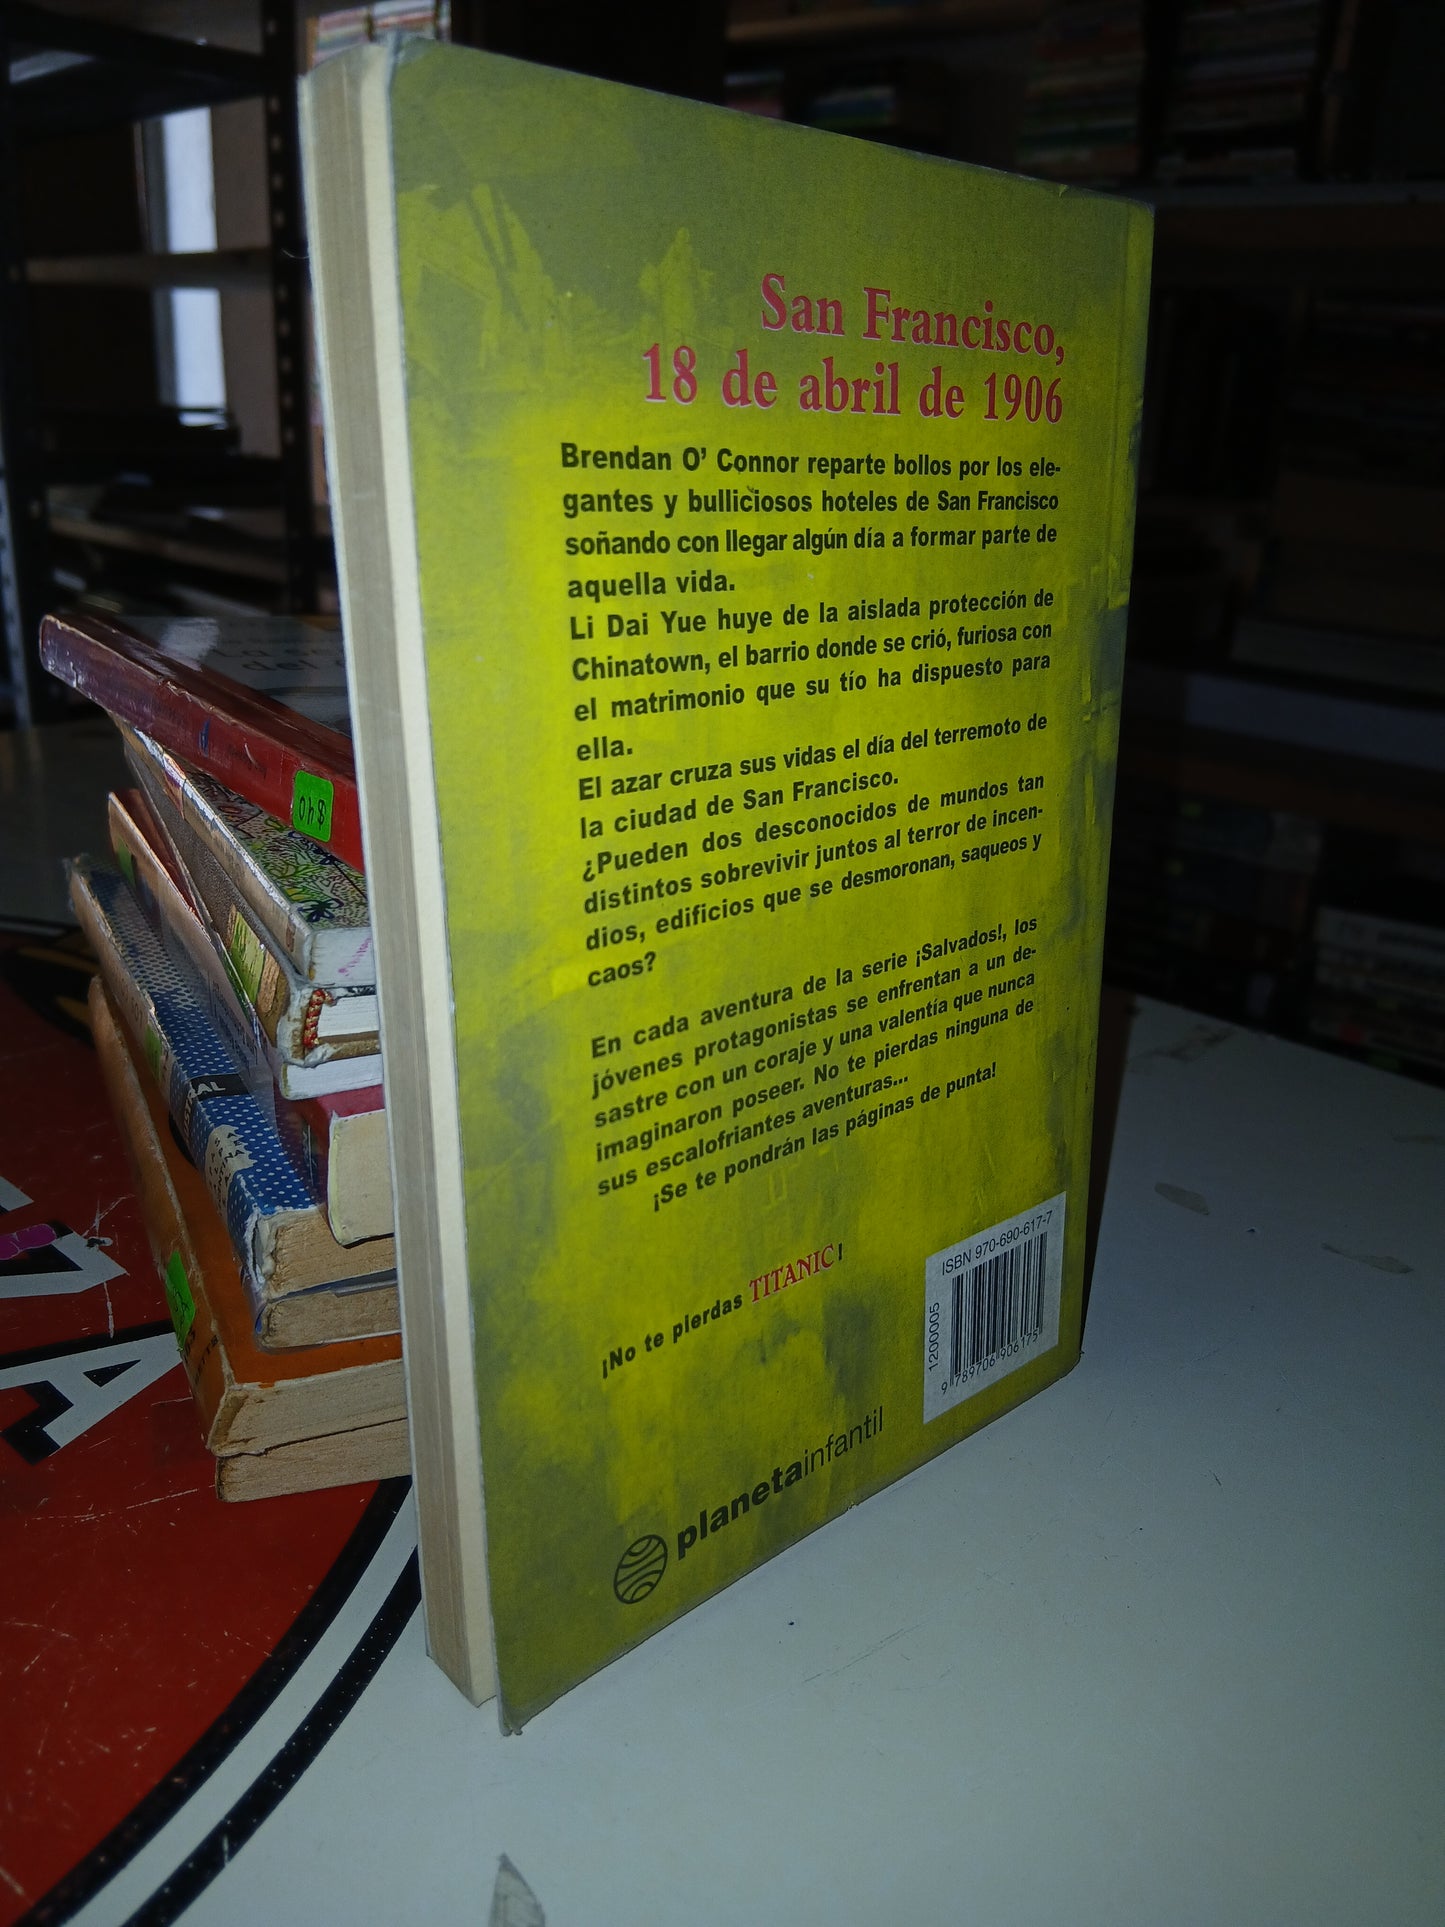 San Francisco,
18 de abril de 1906
Brendan O' Connor reparte bollos por los ele-
gantes y bulliciosos hoteles de San Francisco
soñando con llegar algún día a formar parte de
aquella vida.
Li Dai Yue huye de la aislada protección de
Chinatown, el barrio donde se crió, furiosa con
el matrimonio que su tío ha dispuesto para
ella.
El azar cruza sus vidas el día del terremoto de
la ciudad de San Francisco.
¿Pueden dos desconocidos de mundos tan
distintos sobrevivir juntos al terror de incen-
dios, edificios que se desmoronan, saqueos y
caos?
En cada aventura de la serie ¡Salvados!, los
jóvenes protagonistas se enfrentan a un de-
sastre con un coraje y una valentía que nunca
imaginaron poseer. No te pierdas ninguna de
sus escalofriantes aventuras...
¡Se te pondrán las páginas de punta!
¡No te pierdas TITANIC!
ISBN 970-690-617-7
1200005
9 789706 906175
planetainfantil
$40